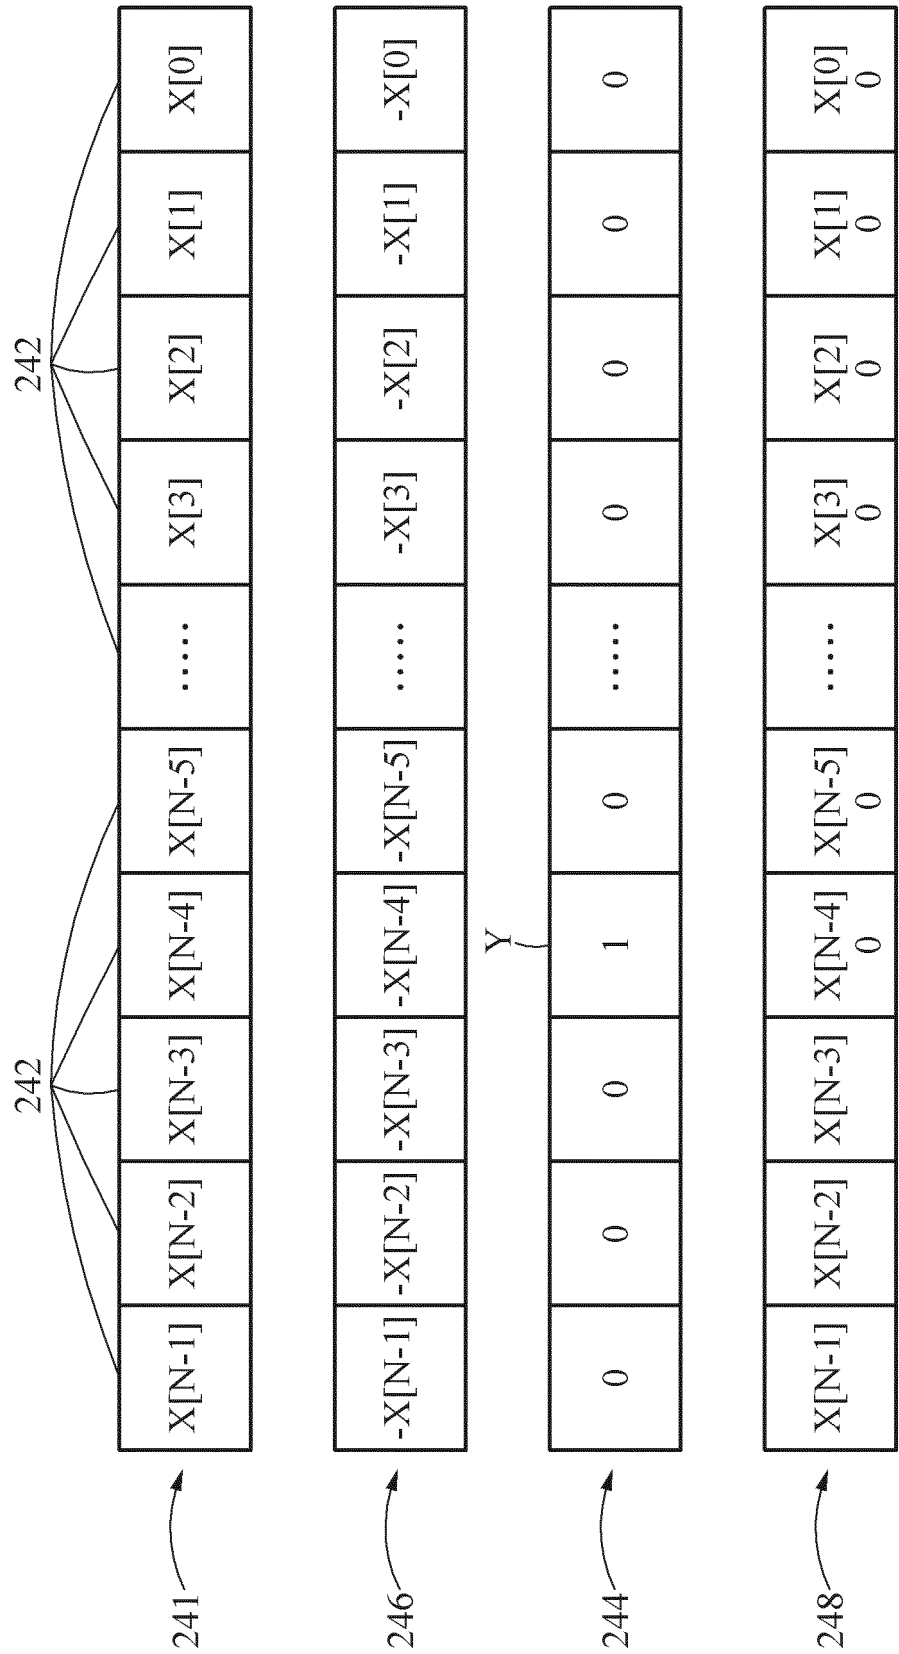 242 242
241 X[N-1] X[N-2] X[N-3] X[N-4] X[N-5] ..... X[3] X[2] X[1] X[0]
246 -X[N-1] -X[N-2] -X[N-3] -X[N-4] -X[N-5] ..... -X[3] -X[2] -X[1] -X[0]
Y
244 0 0 0 1 0 ..... 0 0 0 0
248 X[N-1] X[N-2] X[N-3] X[N-4] X[N-5] ..... X[3] X[2] X[1] X[0]
0 0 0 0 0 0